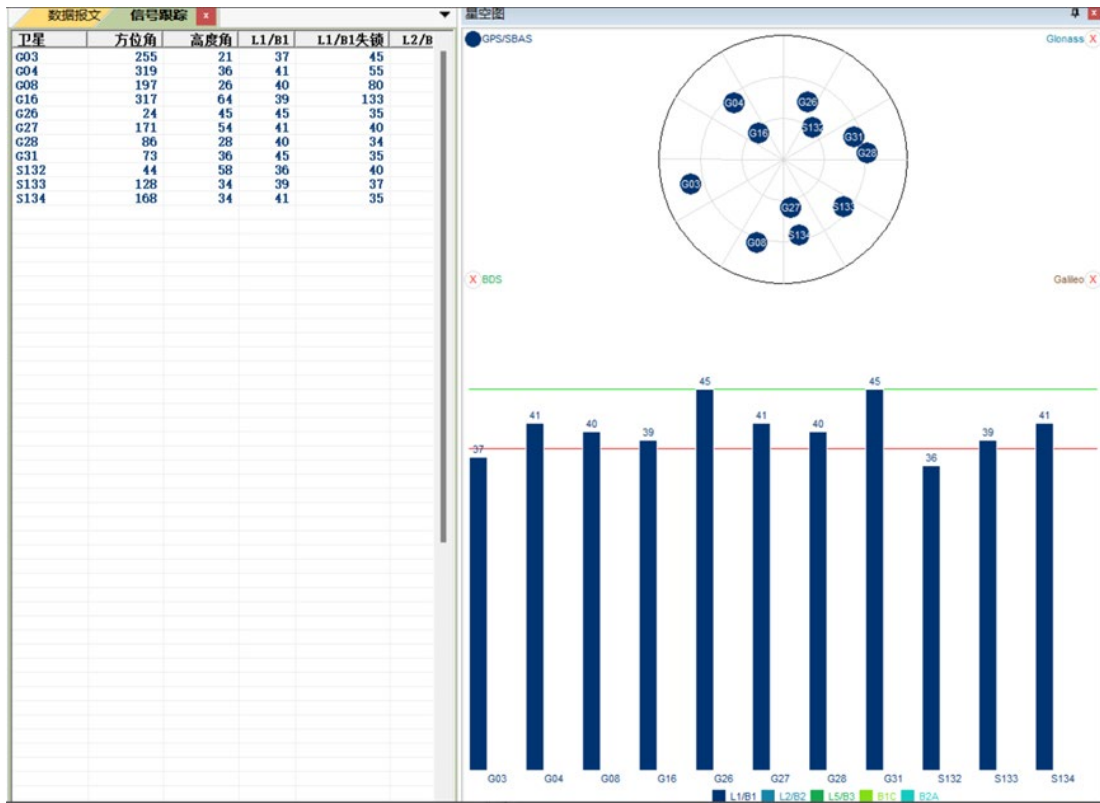 数据报文 信号跟踪 x
卫星 方位角 高度角 L1/B1 L1/B1失锁 L2/B
G03 255 21 37 45
G04 319 36 41 55
G08 197 26 40 80
G16 317 64 39 133
G26 24 45 45 35
G27 171 54 41 40
G28 86 28 40 34
G31 73 36 45 35
S132 44 58 36 40
S133 128 34 39 37
S134 168 34 41 35
星空图
GPS/SBAS
Glonass X
G04 G26
G16 S132 G31
G28
G03
G27 S133
G08 S134
X BDS
Galileo X
37 41 40 39 45 41 40 45 36 39 41
G03 G04 G08 G16 G26 G27 G28 G31 S132 S133 S134
L1/B1 L2/B2 L5/B3 B1C B2A